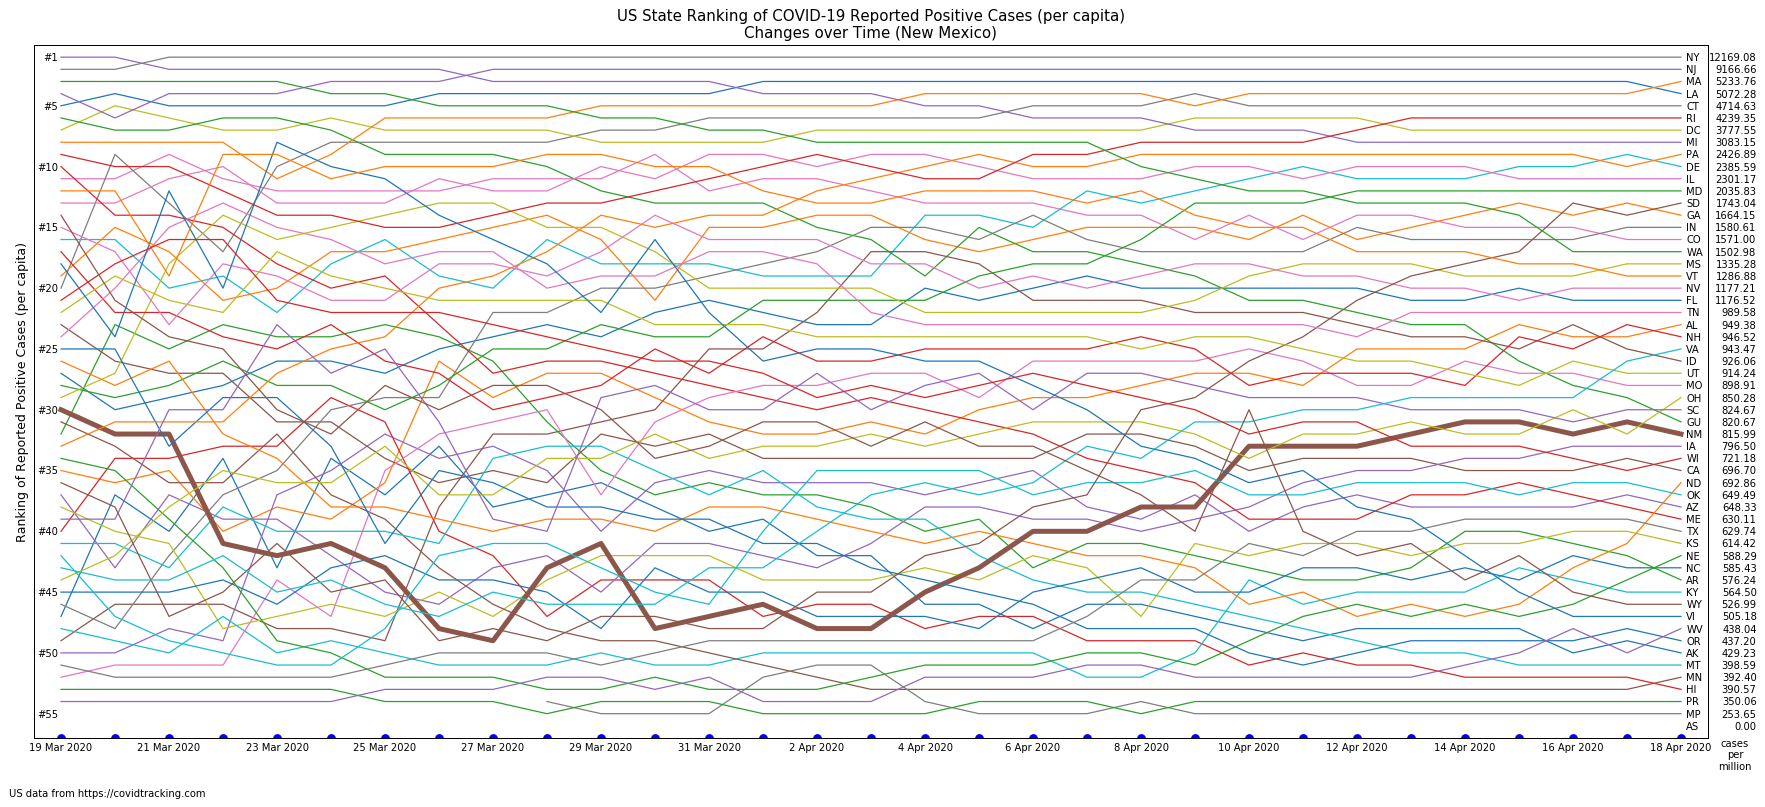 US State Ranking of COVID-19 Reported Positive Cases (per capita)
Changes over Time (New Mexico)
Ranking of Reported Positive Cases (per capita)
#1
#5
#10
#15
#20
#25
#30
#35
#40
#45
#50
#55
NY 12169.08
NJ 9166.66
MA 5233.76
LA 5072.28
CT 4714.63
RI 4239.35
DC 3777.55
MI 3083.15
PA 2426.89
DE 2385.59
IL 2301.17
MD 2035.83
SD 1743.04
GA 1664.15
IN 1580.61
CO 1571.00
WA 1502.98
MS 1335.28
VT 1286.88
NV 1177.21
FL 1176.52
TN 989.58
AL 949.38
NH 946.52
VA 943.47
ID 926.06
UT 914.24
MO 898.91
OH 850.28
SC 824.67
GU 820.67
NM 815.99
IA 796.50
WI 721.18
CA 696.70
ND 692.86
OK 649.49
AZ 648.33
ME 630.11
TX 629.74
KS 614.42
NE 588.29
NC 585.43
AR 576.24
KY 564.50
WY 526.99
VI 505.18
WV 438.04
OR 437.20
AK 429.23
MT 398.59
MN 392.40
HI 390.57
PR 350.06
MP 253.65
AS 0.00
19 Mar 2020 21 Mar 2020 23 Mar 2020 25 Mar 2020 27 Mar 2020 29 Mar 2020 31 Mar 2020 2 Apr 2020 4 Apr 2020 6 Apr 2020 8 Apr 2020 10 Apr 2020 12 Apr 2020 14 Apr 2020 16 Apr 2020 18 Apr 2020
cases
per
million
US data from https://covidtracking.com